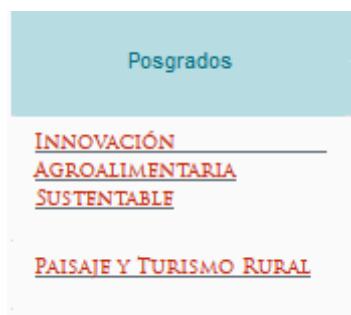 Posgrados
Innovación
Agroalimentaria
Sustentable
Paisaje y Turismo Rural